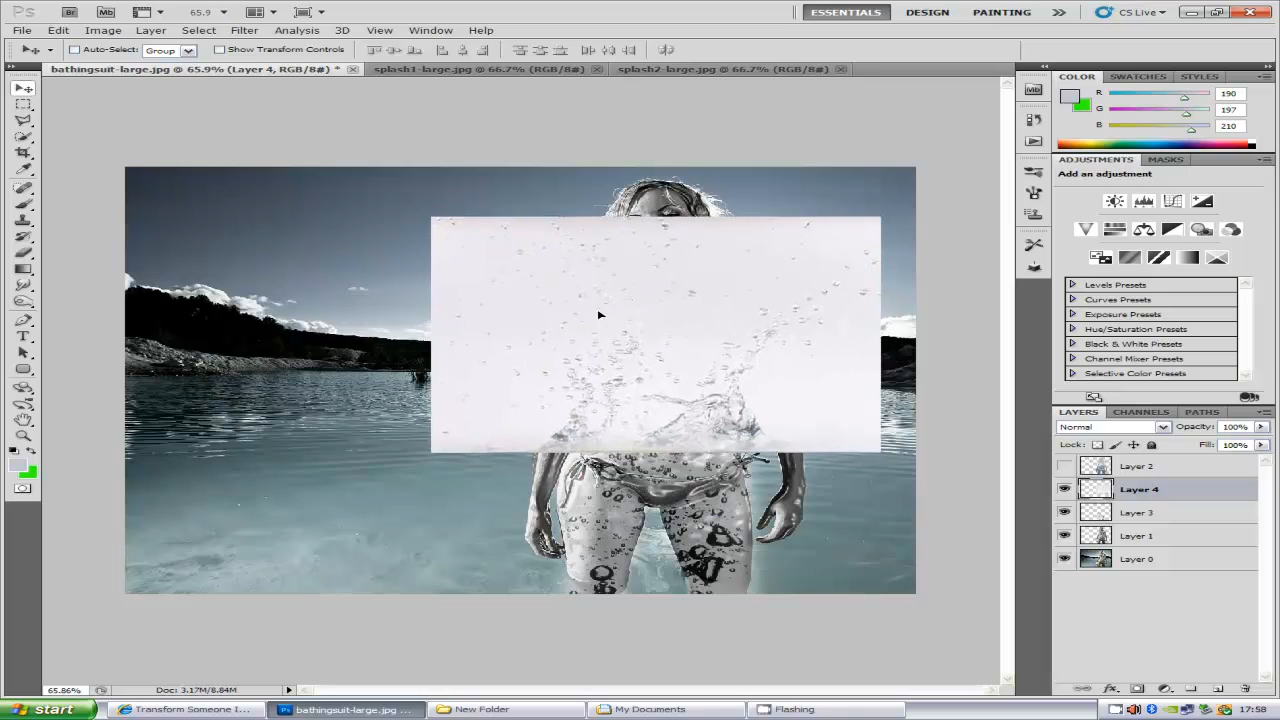 Ps Br Mb 65.9 ESSENTIALS DESIGN PAINTING CS Live
File Edit Image Layer Select Filter Analysis 3D View Window Help
Auto-Select: Group Show Transform Controls
bathingsuit-large.jpg @ 65.9% (Layer 4, RGB/8#) * splash1-large.jpg @ 66.7% (RGB/8#) splash2-large.jpg @ 66.7% (RGB/8#)
COLOR SWATCHES STYLES
R 190
G 197
B 210
ADJUSTMENTS MASKS
Add an adjustment
Levels Presets
Curves Presets
Exposure Presets
Hue/Saturation Presets
Black & White Presets
Channel Mixer Presets
Selective Color Presets
LAYERS CHANNELS PATHS
Normal Opacity: 100%
Lock: Fill: 100%
Layer 2
Layer 4
Layer 3
Layer 1
Layer 0
65.86% Doc: 3.17M/8.84M
start Transform Someone I... bathingsuit-large.jpg ... New Folder My Documents Flashing 17:58